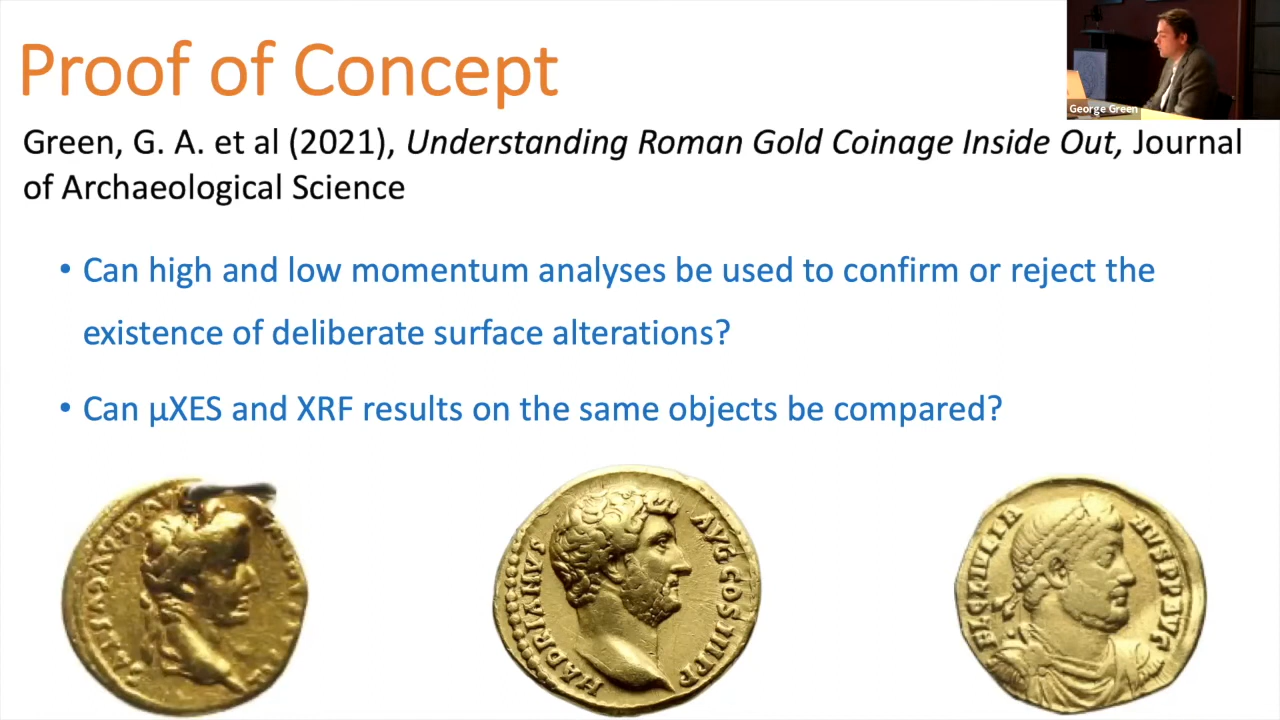 Proof of Concept
George Green
Green, G. A. et al (2021), Understanding Roman Gold Coinage Inside Out, Journal
of Archaeological Science
• Can high and low momentum analyses be used to confirm or reject the
existence of deliberate surface alterations?
• Can µXES and XRF results on the same objects be compared?
HADRIANVS AVGCOSIIIPP